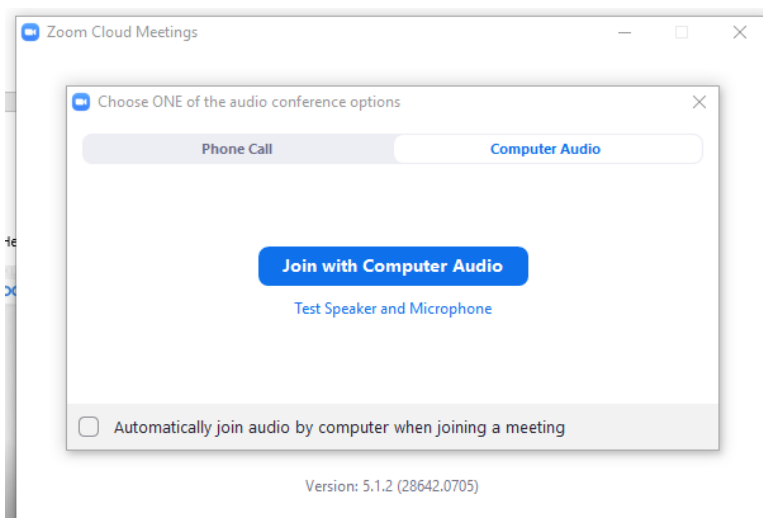 Zoom Cloud Meetings
Choose ONE of the audio conference options
Phone Call
Computer Audio
Join with Computer Audio
Test Speaker and Microphone
Automatically join audio by computer when joining a meeting
Version: 5.1.2 (28642.0705)